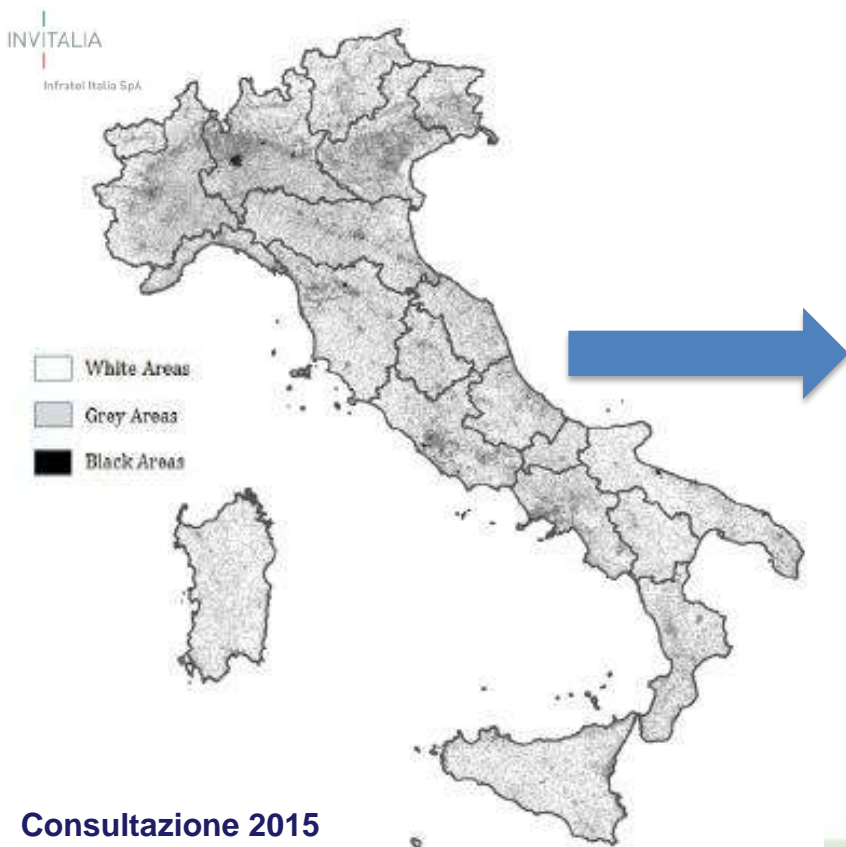 INVITALIA
Infratel Italia SpA
White Areas
Grey Areas
Black Areas
Consultazione 2015